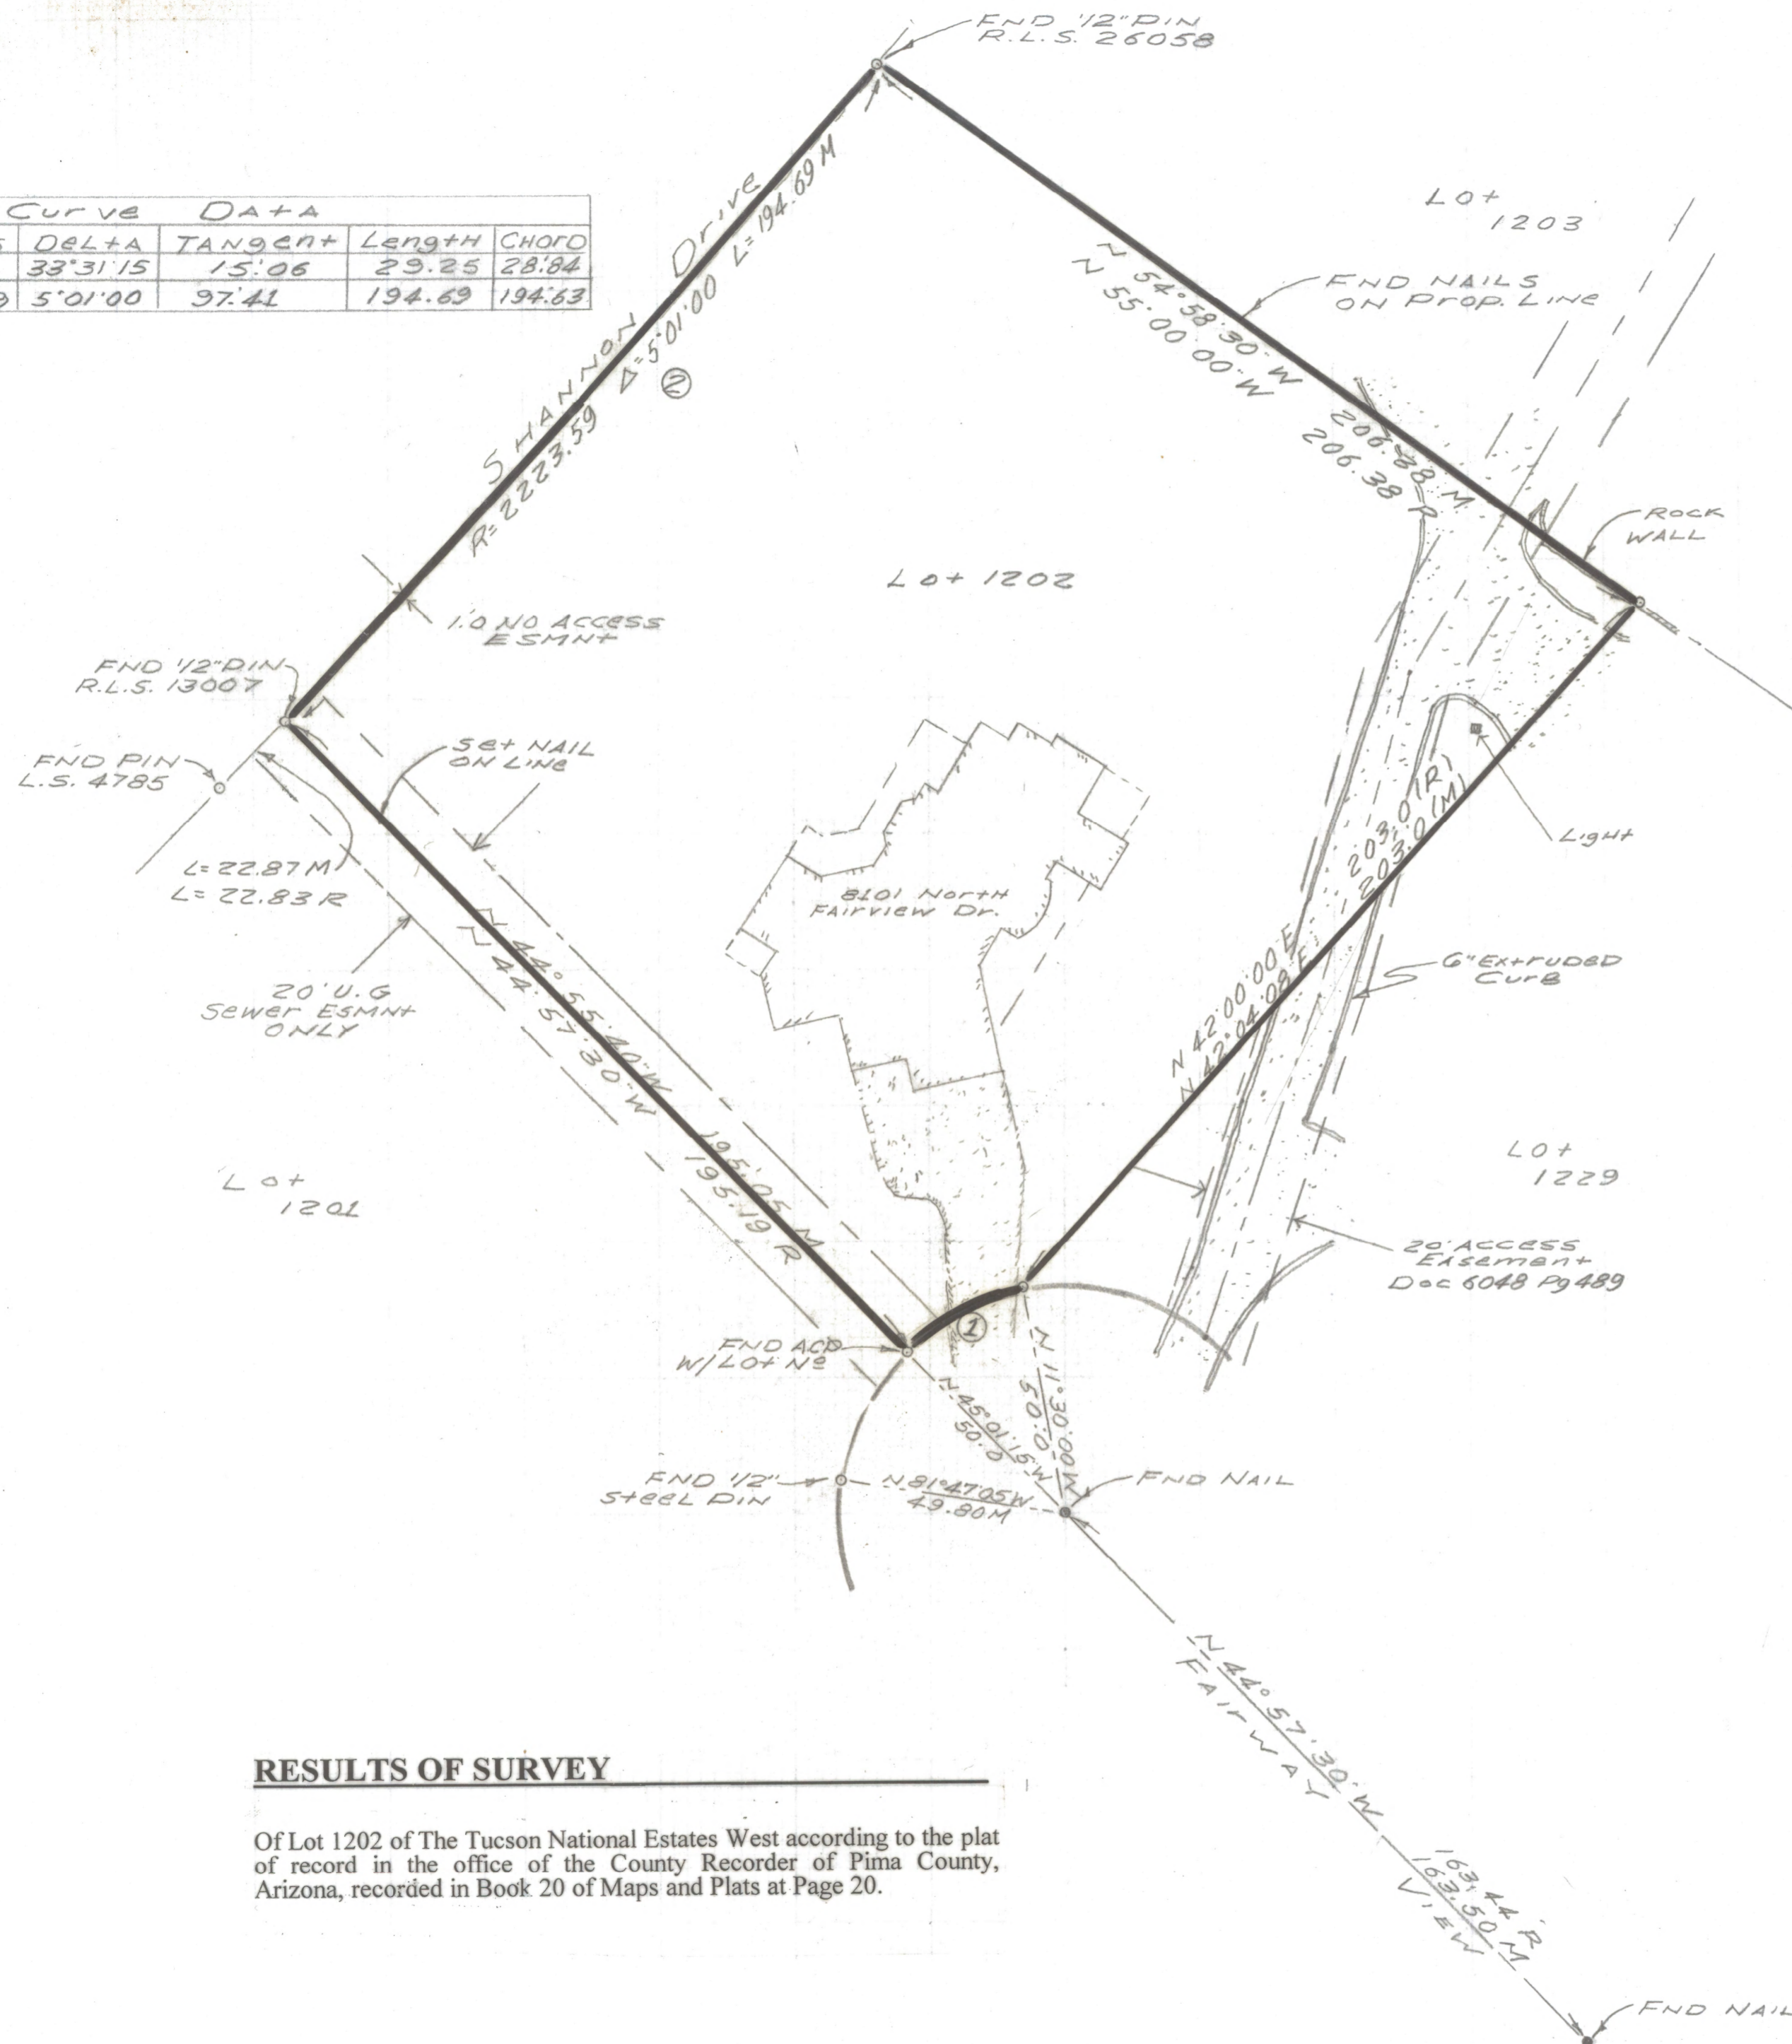 FND 1/2" PIN
R.L.S. 26058
Curve DATA
DELTA TANGENT Length CHORD
33°31'15 15.06 29.25 28.84
5°01'00 97.41 194.69 194.63
SHANNON Drive
R= 2223.59 Δ=5°01'00 L=194.69 M
②
Lot
1203
N 54°58'30" W 206.88 M
N 55°00'00" W 206.38 R
FND NAILS
ON Prop. Line
ROCK
WALL
Lot 1202
1.0 NO ACCESS
ESMNT
FND 1/2" PIN
R.L.S. 13007
FND PIN
L.S. 4785
Set NAIL
ON LINE
L= 22.87 M
L= 22.83 R
20' U.G
Sewer ESMNT
ONLY
N 44° 55' 40" W 195.05 M
N 44° 57' 30" W 195.19 R
8101 North
FAIRVIEW Dr.
Light
N 42°00'00 E 203.0 (R)
N 42°04'08 E 203.0 (M)
6" Extruded
Curb
Lot
1201
Lot
1229
20' Access
Easement
Doc 6048 Pg 489
①
FND ACP
W/ Lot Nº
N 45°01'15 W
50.0
N 11°30'00 W
50.0
FND 1/2"
Steel PIN
N 81°47'05 W
49.80 M
FND NAIL
N 44° 57' 30" W 163.44 R
163.50 M
FAIRWAY VIEW
FND NAIL
RESULTS OF SURVEY
Of Lot 1202 of The Tucson National Estates West according to the plat
of record in the office of the County Recorder of Pima County,
Arizona, recorded in Book 20 of Maps and Plats at Page 20.